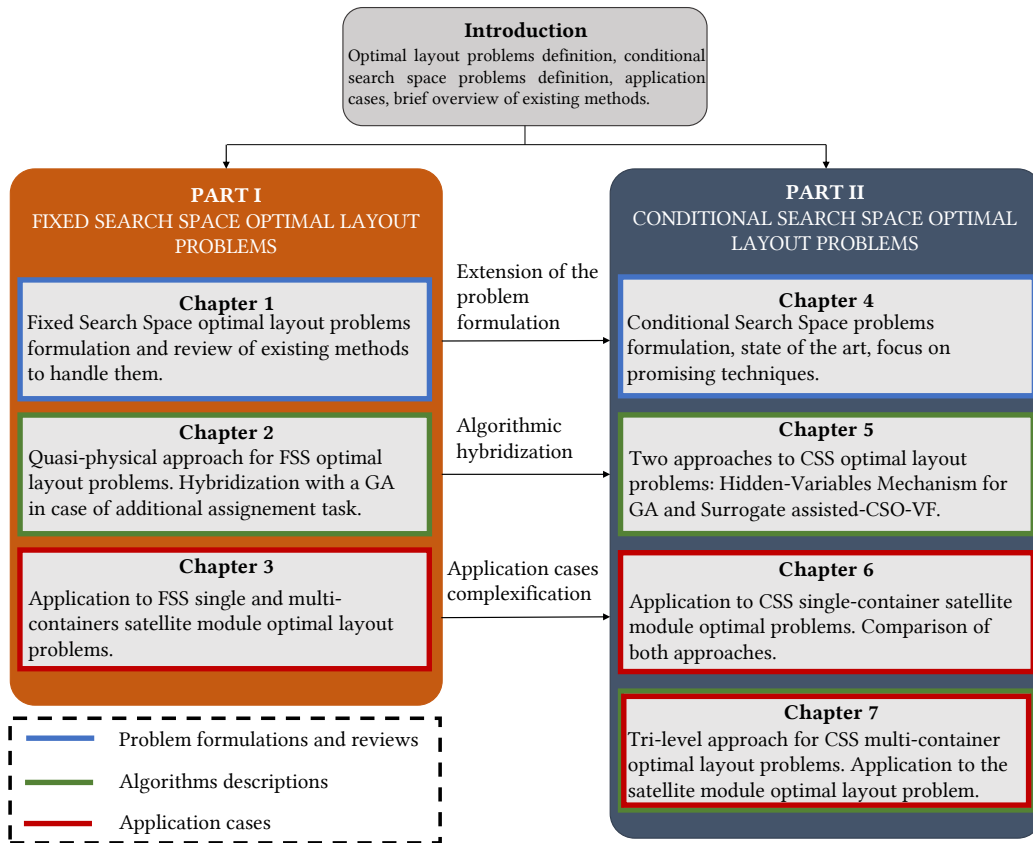 Introduction
Optimal layout problems definition, conditional
search space problems definition, application
cases, brief overview of existing methods.
PART I
FIXED SEARCH SPACE OPTIMAL LAYOUT
PROBLEMS
Chapter 1
Fixed Search Space optimal layout problems
formulation and review of existing methods
to handle them.
Chapter 2
Quasi-physical approach for FSS optimal
layout problems. Hybridization with a GA
in case of additional assignement task.
Chapter 3
Application to FSS single and multi-
containers satellite module optimal layout
problems.
Extension of the
problem
formulation
Algorithmic
hybridization
Application cases
complexification
PART II
CONDITIONAL SEARCH SPACE OPTIMAL
LAYOUT PROBLEMS
Chapter 4
Conditional Search Space problems
formulation, state of the art, focus on
promising techniques.
Chapter 5
Two approaches to CSS optimal layout
problems: Hidden-Variables Mechanism for
GA and Surrogate assisted-CSO-VF.
Chapter 6
Application to CSS single-container satellite
module optimal problems. Comparison of
both approaches.
Chapter 7
Tri-level approach for CSS multi-container
optimal layout problems. Application to the
satellite module optimal layout problem.
Problem formulations and reviews
Algorithms descriptions
Application cases